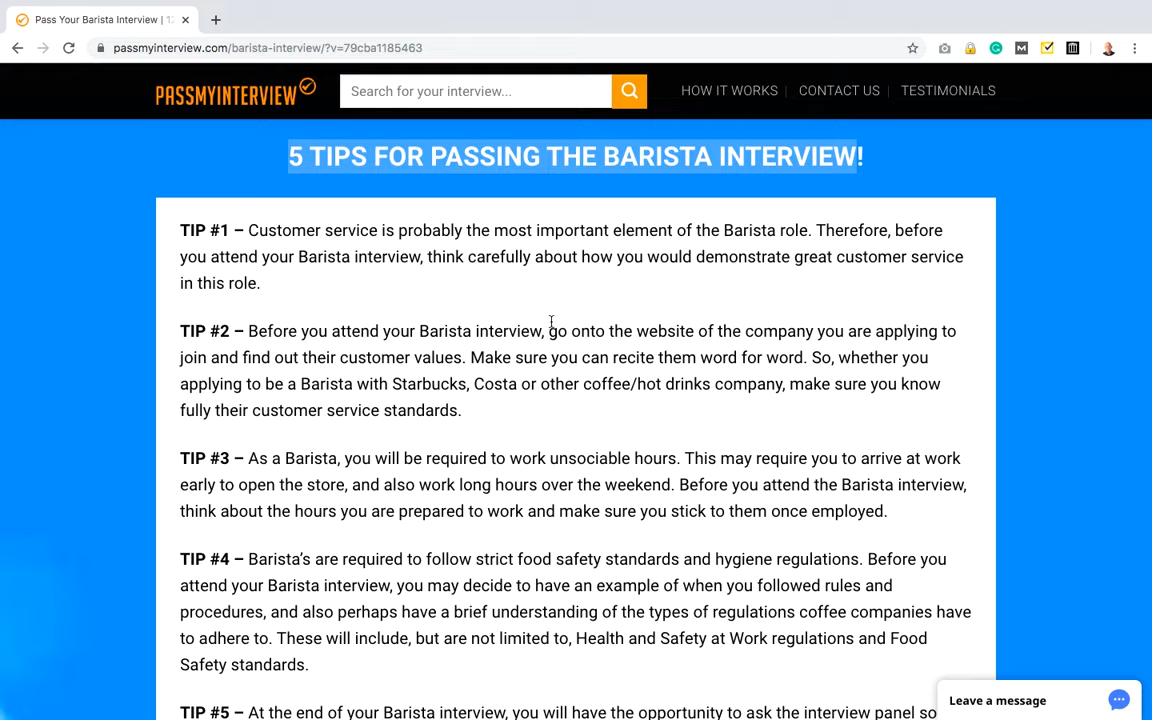 Pass Your Barista Interview | 12
passmyinterview.com/barista-interview/?v=79cba1185463
PASSMYINTERVIEW
Search for your interview...
HOW IT WORKS
CONTACT US
TESTIMONIALS
5 TIPS FOR PASSING THE BARISTA INTERVIEW!
TIP #1 – Customer service is probably the most important element of the Barista role. Therefore, before
you attend your Barista interview, think carefully about how you would demonstrate great customer service
in this role.
TIP #2 – Before you attend your Barista interview, go onto the website of the company you are applying to
join and find out their customer values. Make sure you can recite them word for word. So, whether you
applying to be a Barista with Starbucks, Costa or other coffee/hot drinks company, make sure you know
fully their customer service standards.
TIP #3 – As a Barista, you will be required to work unsociable hours. This may require you to arrive at work
early to open the store, and also work long hours over the weekend. Before you attend the Barista interview,
think about the hours you are prepared to work and make sure you stick to them once employed.
TIP #4 – Barista’s are required to follow strict food safety standards and hygiene regulations. Before you
attend your Barista interview, you may decide to have an example of when you followed rules and
procedures, and also perhaps have a brief understanding of the types of regulations coffee companies have
to adhere to. These will include, but are not limited to, Health and Safety at Work regulations and Food
Safety standards.
TIP #5 – At the end of your Barista interview, you will have the opportunity to ask the interview panel so
Leave a message